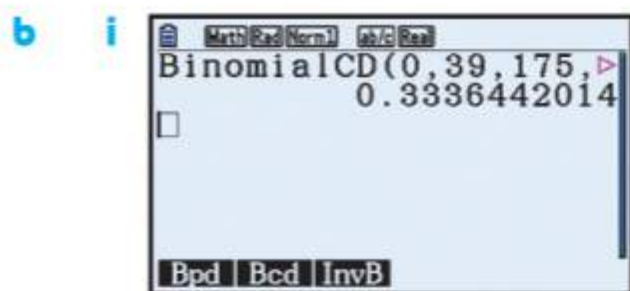 b i
Math Rad Norm1 ab/c Real
BinomialCD(0,39,175,▷
0.3336442014
Bpd Bcd InvB